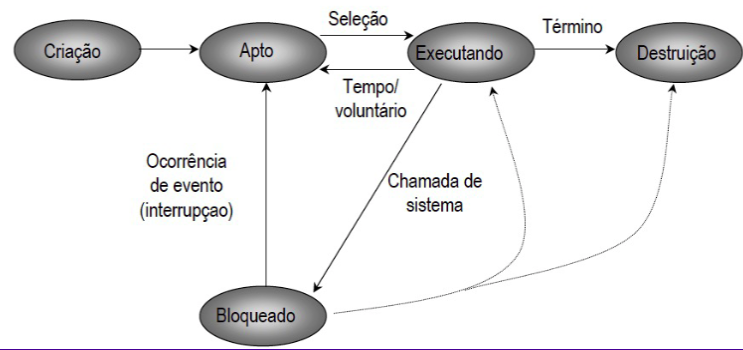 Criação
Apto
Seleção
Executando
Término
Destruição
Tempo/
voluntário
Ocorrência
de evento
(interrupçao)
Chamada de
sistema
Bloqueado